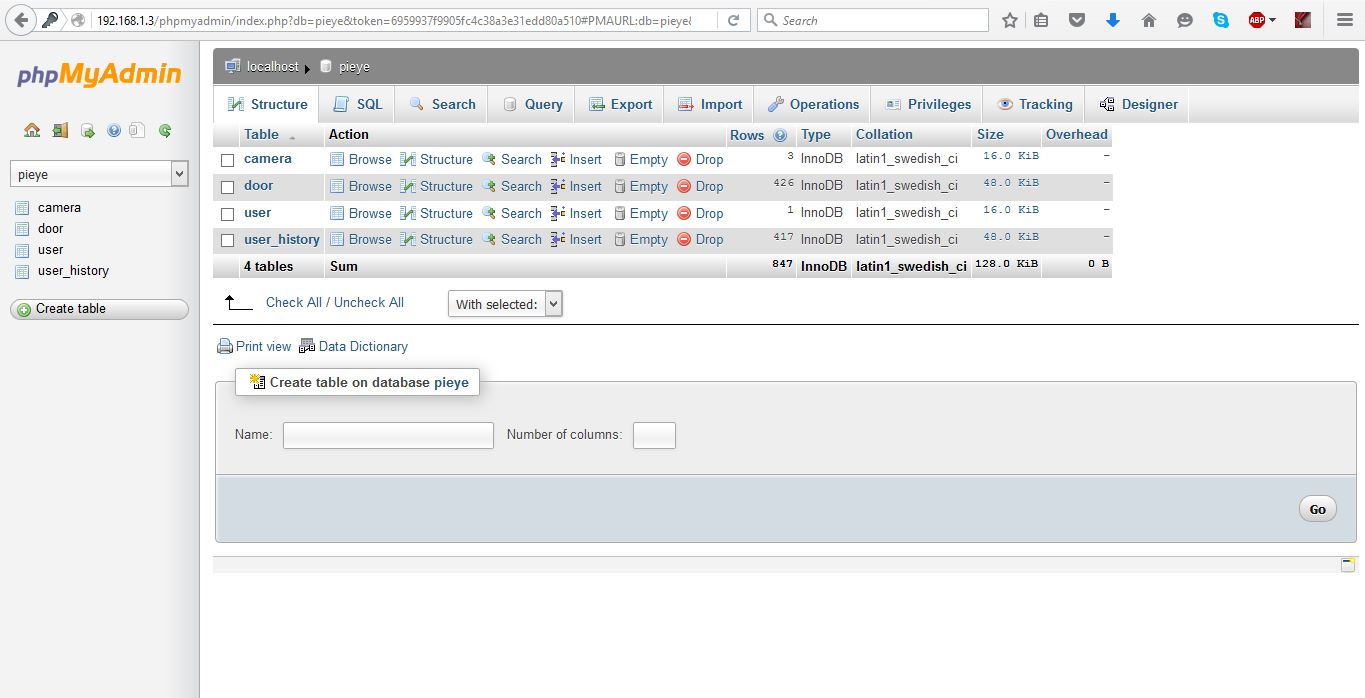 192.168.1.3/phpmyadmin/index.php?db=pieye&token=6959937f9905fc4c38a3e31edd80a510#PMAURL:db=pieye&
Search
ABP
phpMyAdmin
pieye
camera
door
user
user_history
Create table
localhost pieye
Structure SQL Search Query Export Import Operations Privileges Tracking Designer
Table Action Rows Type Collation Size Overhead
camera Browse Structure Search Insert Empty Drop 3 InnoDB latin1_swedish_ci 16.0 KiB -
door Browse Structure Search Insert Empty Drop 426 InnoDB latin1_swedish_ci 48.0 KiB -
user Browse Structure Search Insert Empty Drop 1 InnoDB latin1_swedish_ci 16.0 KiB -
user_history Browse Structure Search Insert Empty Drop 417 InnoDB latin1_swedish_ci 48.0 KiB -
4 tables Sum 847 InnoDB latin1_swedish_ci 128.0 KiB 0 B
Check All / Uncheck All With selected:
Print view Data Dictionary
Create table on database pieye
Name: Number of columns:
Go